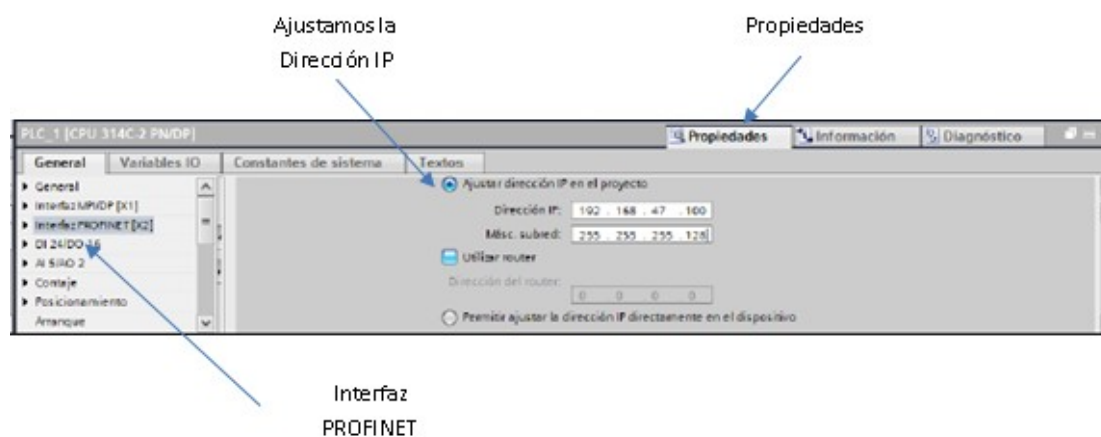 Ajustamos la
Dirección IP
Propiedades
PLC_1 [CPU 314C-2 PN/DP]
Propiedades
Información
Diagnóstico
General
Variables IO
Constantes de sistema
Textos
General
Interfaz MPI/DP [X1]
Interfaz PROFINET [X2]
DI 24/DO 16
AI 5/AO 2
Contaje
Posicionamiento
Arranque
Ajustar dirección IP en el proyecto
Dirección IP: 192 . 168 . 47 . 100
Másc. subred: 255 . 255 . 255 . 128
Utilizar router
Dirección del router: 0 . 0 . 0 . 0
Permitir ajustar la dirección IP directamente en el dispositivo
Interfaz
PROFINET